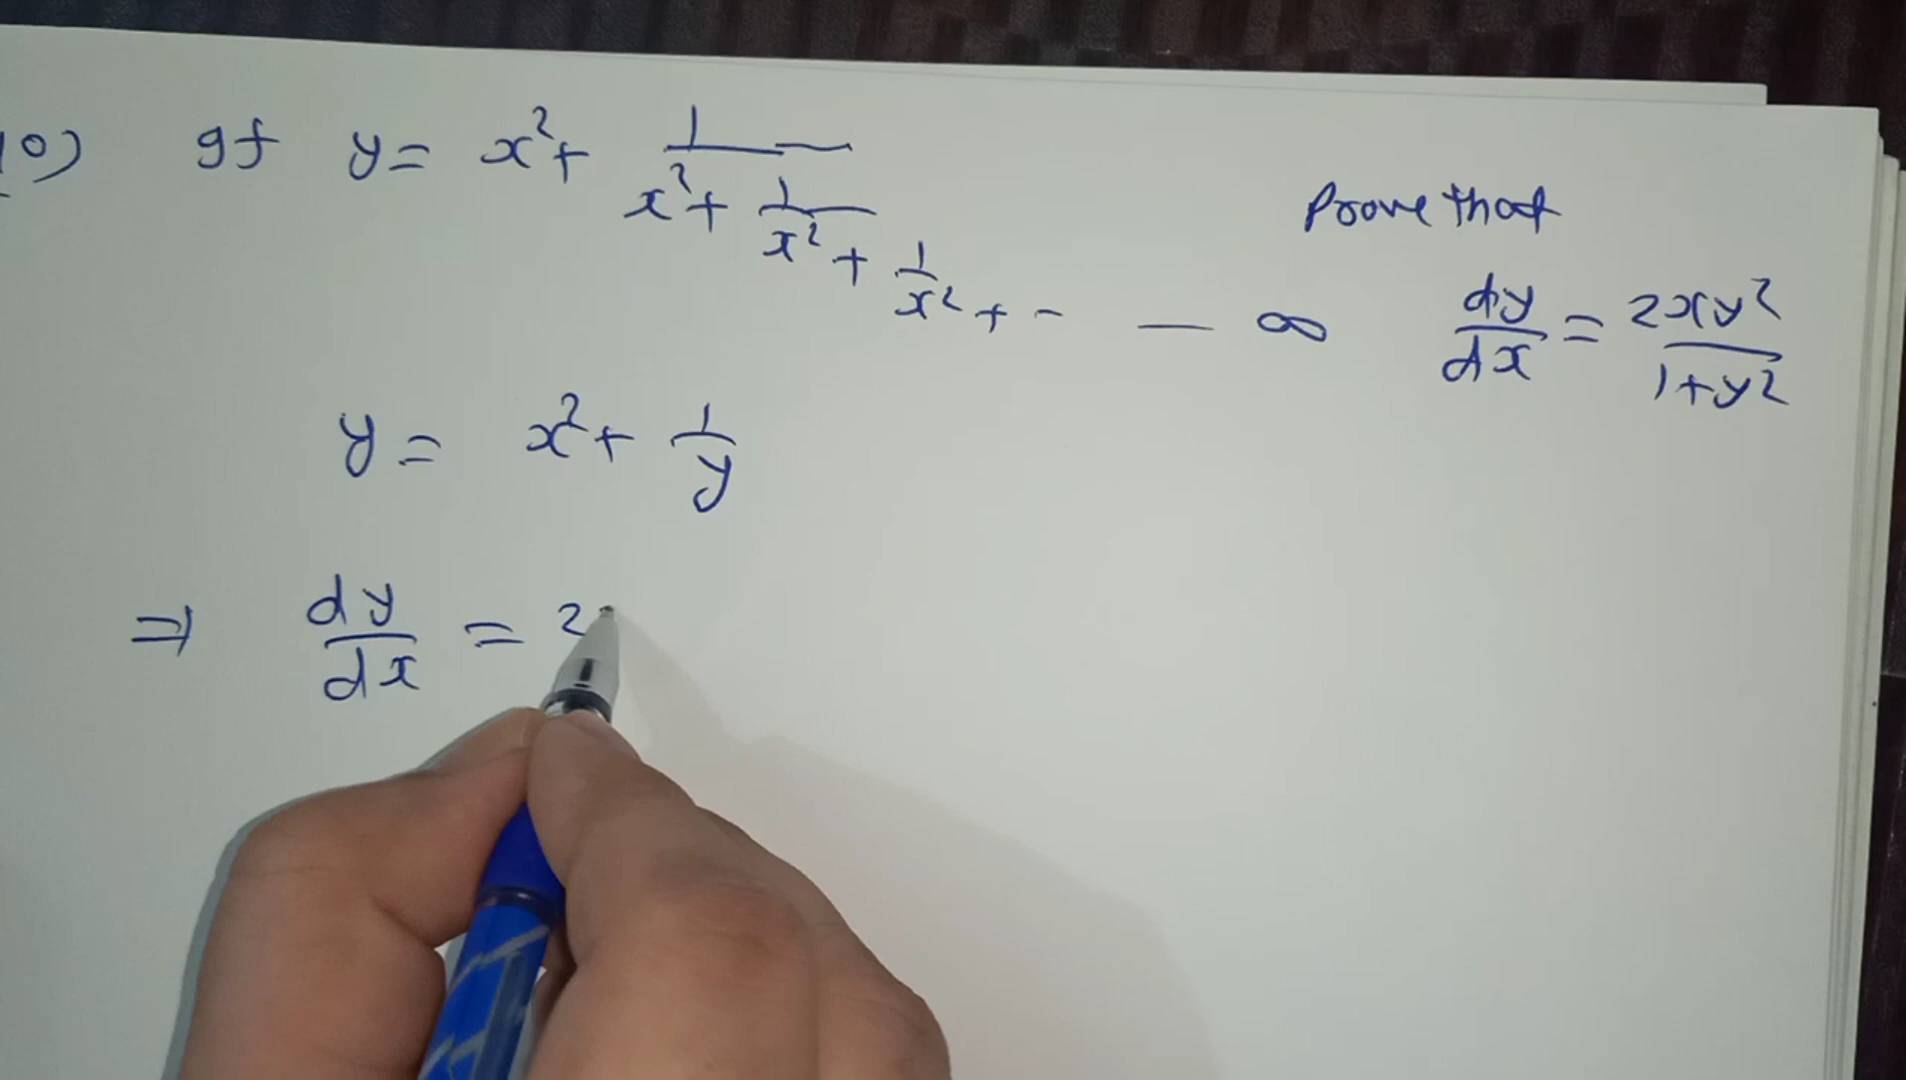 10) If y = x² + 1/(x² + 1/(x² + 1/(x² + - — ∞
Prove that
dy/dx = 2xy²/(1+y²)
y = x² + 1/y
⇒ dy/dx = 2